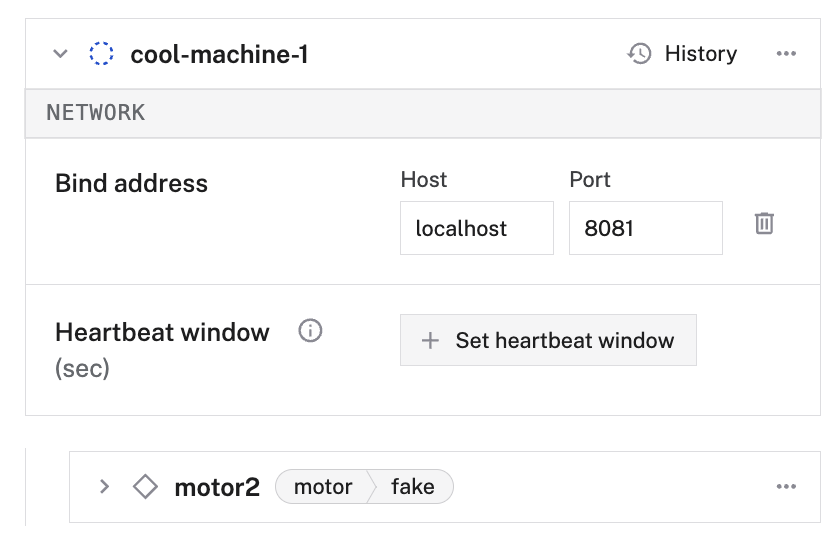 cool-machine-1 History
NETWORK
Bind address
Host Port
localhost 8081
Heartbeat window
(sec)
+ Set heartbeat window
motor2 motor fake